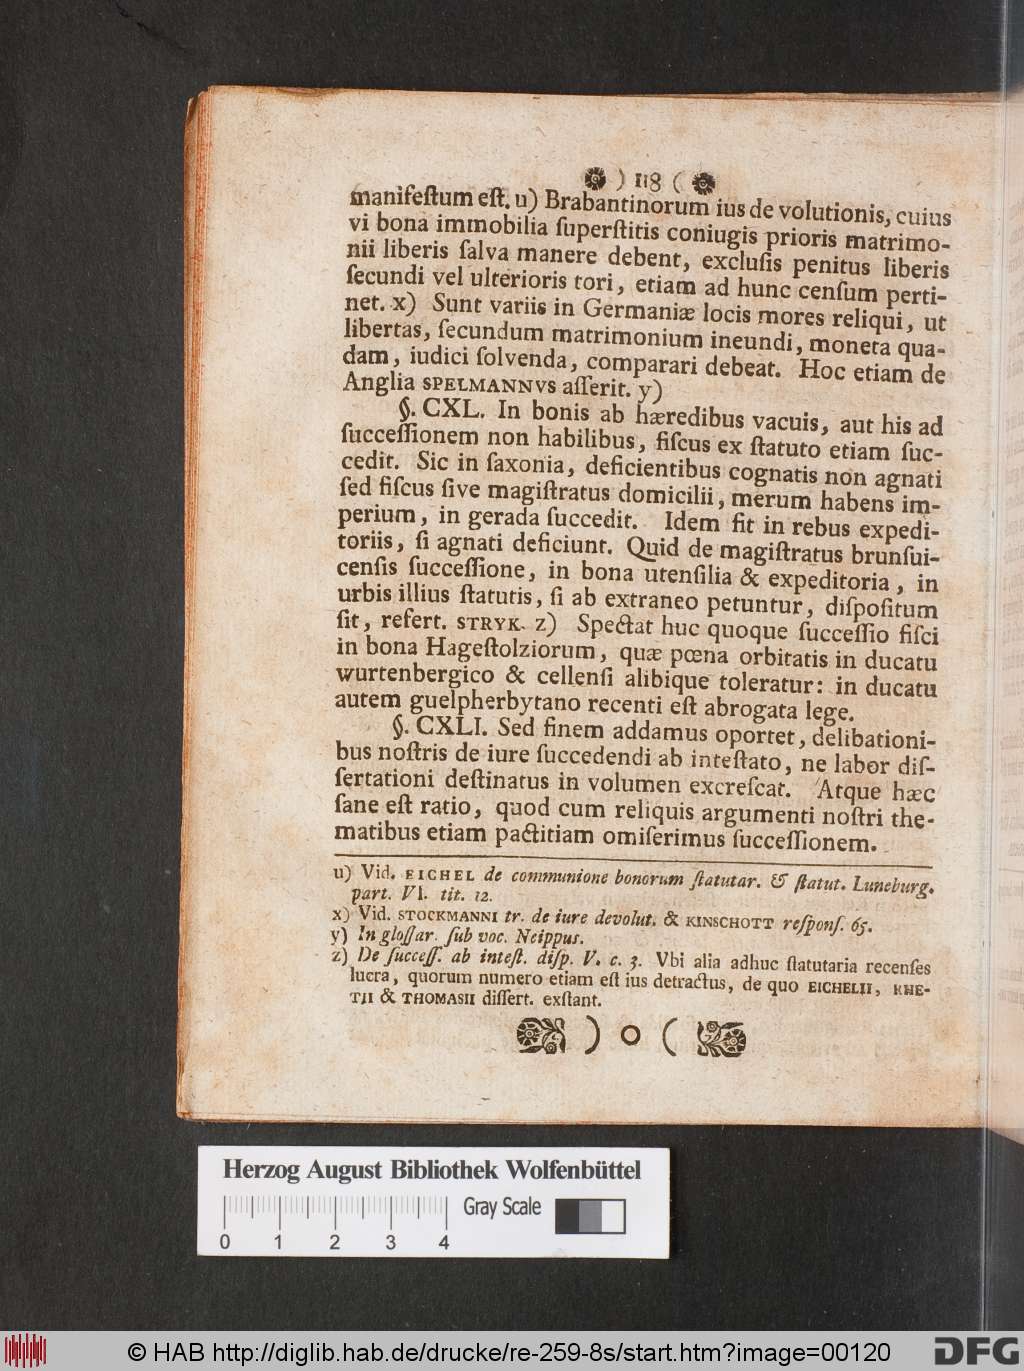 ) 118 (
manifeſtum eſt. u) Brabantinorum ius de volutionis, cuius
vi bona immobilia ſuperſtitis coniugis prioris matrimo-
nii liberis ſalva manere debent, excluſis penitus liberis
ſecundi vel ulterioris tori, etiam ad hunc cenſum perti-
net. x) Sunt variis in Germaniæ locis mores reliqui, ut
libertas, ſecundum matrimonium ineundi, moneta qua-
dam, iudici ſolvenda, comparari debeat. Hoc etiam de
Anglia SPELMANNVS aſſerit. y)
§. CXL. In bonis ab hæredibus vacuis, aut his ad
ſucceſſionem non habilibus, fiſcus ex ſtatuto etiam ſuc-
cedit. Sic in ſaxonia, deficientibus cognatis non agnati
ſed fiſcus ſive magiſtratus domicilii, merum habens im-
perium, in gerada ſuccedit. Idem fit in rebus expedi-
toriis, ſi agnati deficiunt. Quid de magiſtratus brunſui-
cenſis ſucceſſione, in bona utenſilia & expeditoria, in
urbis illius ſtatutis, ſi ab extraneo petuntur, diſpoſitum
ſit, refert. STRYK. z) Spectat huc quoque ſucceſſio fiſci
in bona Hageſtolziorum, quæ pœna orbitatis in ducatu
wurtenbergico & cellenſi alibique toleratur: in ducatu
autem guelpherbytano recenti eſt abrogata lege.
§. CXLI. Sed finem addamus oportet, delibationi-
bus noſtris de iure ſuccedendi ab inteſtato, ne labor diſ-
ſertationi deſtinatus in volumen excreſcat. Atque hæc
ſane eſt ratio, quod cum reliquis argumenti noſtri the-
matibus etiam pactitiam omiſerimus ſucceſſionem.
u) Vid. EICHEL de communione bonorum ſtatutar. & ſtatut. Luneburg.
part. VI. tit. 12.
x) Vid. STOCKMANNI tr. de iure devolut. & KINSCHOTT reſponſ. 65.
y) In gloſſar. ſub voc. Neippus.
z) De ſucceſſ. ab inteſt. diſp. V. c. 3. Vbi alia adhuc ſtatutaria recenſes
lucra, quorum numero etiam eſt ius detractus, de quo EICHELII, RHE-
TII & THOMASII diſſert. exſtant.
) o (
Herzog August Bibliothek Wolfenbüttel
Gray Scale
0 1 2 3 4
© HAB http://diglib.hab.de/drucke/re-259-8s/start.htm?image=00120
DFG